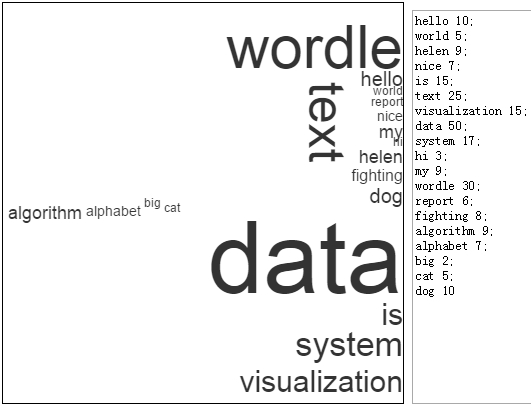 wordle
hello
world
report
text
nice
my
hi
helen
fighting
dog
algorithm alphabet big cat
data
is
system
visualization
hello 10;
world 5;
helen 9;
nice 7;
is 15;
text 25;
visualization 15;
data 50;
system 17;
hi 3;
my 9;
wordle 30;
report 6;
fighting 8;
algorithm 9;
alphabet 7;
big 2;
cat 5;
dog 10